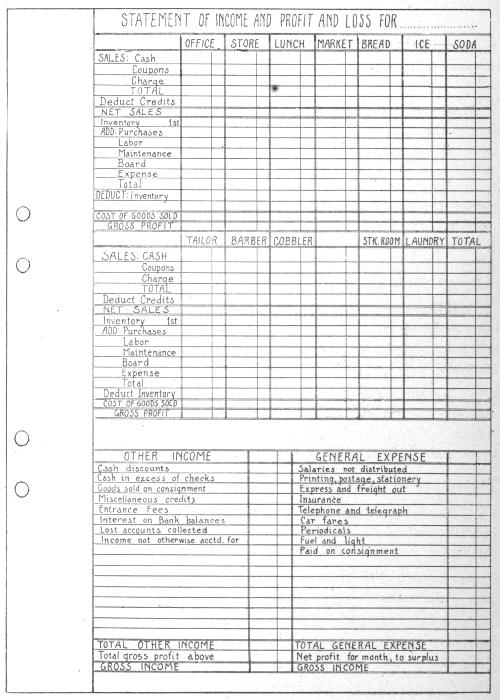 STATEMENT OF INCOME AND PROFIT AND LOSS FOR....................
OFFICE. STORE LUNCH MARKET BREAD ICE SODA
SALES: Cash
Coupons
Charge
TOTAL
Deduct Credits
NET SALES
Inventory 1st
ADD: Purchases
Labor
Maintenance
Board
Expense
Total
DEDUCT: Inventory
COST OF GOODS SOLD
GROSS PROFIT
TAILOR BARBER COBBLER STK. ROOM LAUNDRY TOTAL
SALES: CASH
Coupons
Charge
TOTAL
Deduct Credits
NET SALES
Inventory 1st
ADD: Purchases
Labor
Maintenance
Board
Expense
Total
Deduct Inventory
COST OF GOODS SOLD
GROSS PROFIT
OTHER INCOME GENERAL EXPENSE
Cash discounts Salaries not distributed
Cash in excess of checks Printing, postage, stationery
Goods sold on consignment Express and freight out
Miscellaneous credits Insurance
Entrance Fees Telephone and telegraph
Interest on Bank balances Car fares
Lost accounts collected Periodicals
Income not otherwise acctd. for Fuel and light
Paid on consignment
TOTAL OTHER INCOME TOTAL GENERAL EXPENSE
Total gross profit above Net profit for month, to surplus
GROSS INCOME GROSS INCOME